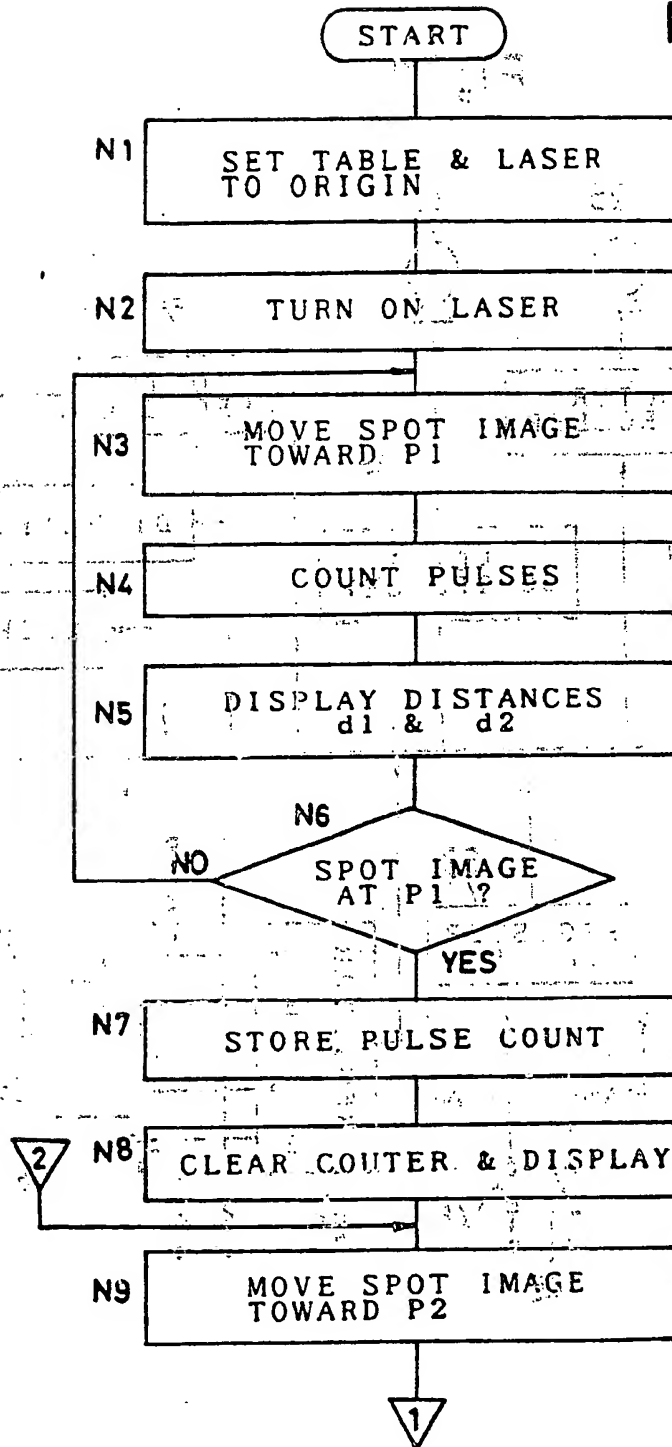 START
N1
SET TABLE & LASER
TO ORIGIN
N2
TURN ON LASER
N3
MOVE SPOT IMAGE
TOWARD P1
N4
COUNT PULSES
N5
DISPLAY DISTANCES
d1 & d2
N6
NO
SPOT IMAGE
AT P1 ?
YES
N7
STORE PULSE COUNT
2
N8
CLEAR COUTER & DISPLAY
N9
MOVE SPOT IMAGE
TOWARD P2
1